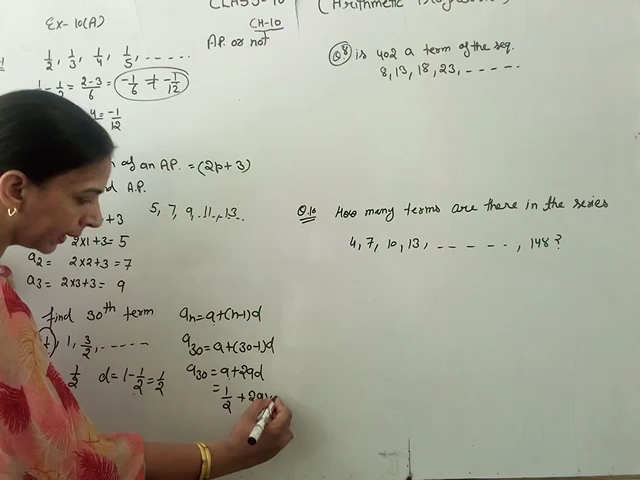 CLASS-10
(Arithmetic
Ex-10(A)
CH-10
A.P. or not
1/2, 1/3, 1/4, 1/5, -----
1/3 - 1/2 = (2-3)/6 = -1/6 ≠ -1/12
= -1/12
of an A.P. = (2p+3)
A.P.
+3
5, 7, 9, 11, 13..
2x1+3 = 5
a2 = 2x2+3 = 7
a3 = 2x3+3 = 9
find 30th term
an = a+(n-1)d
1, 3/2, -----
a30 = a+(30-1)d
1/2 d = 1-1/2 = 1/2
a30 = a+29d
= 1/2 + 29x
Q.8 is 402 a term of the seq.
8, 13, 18, 23, -----
Q.10 How many terms are there in the series
4, 7, 10, 13, ------, 148?